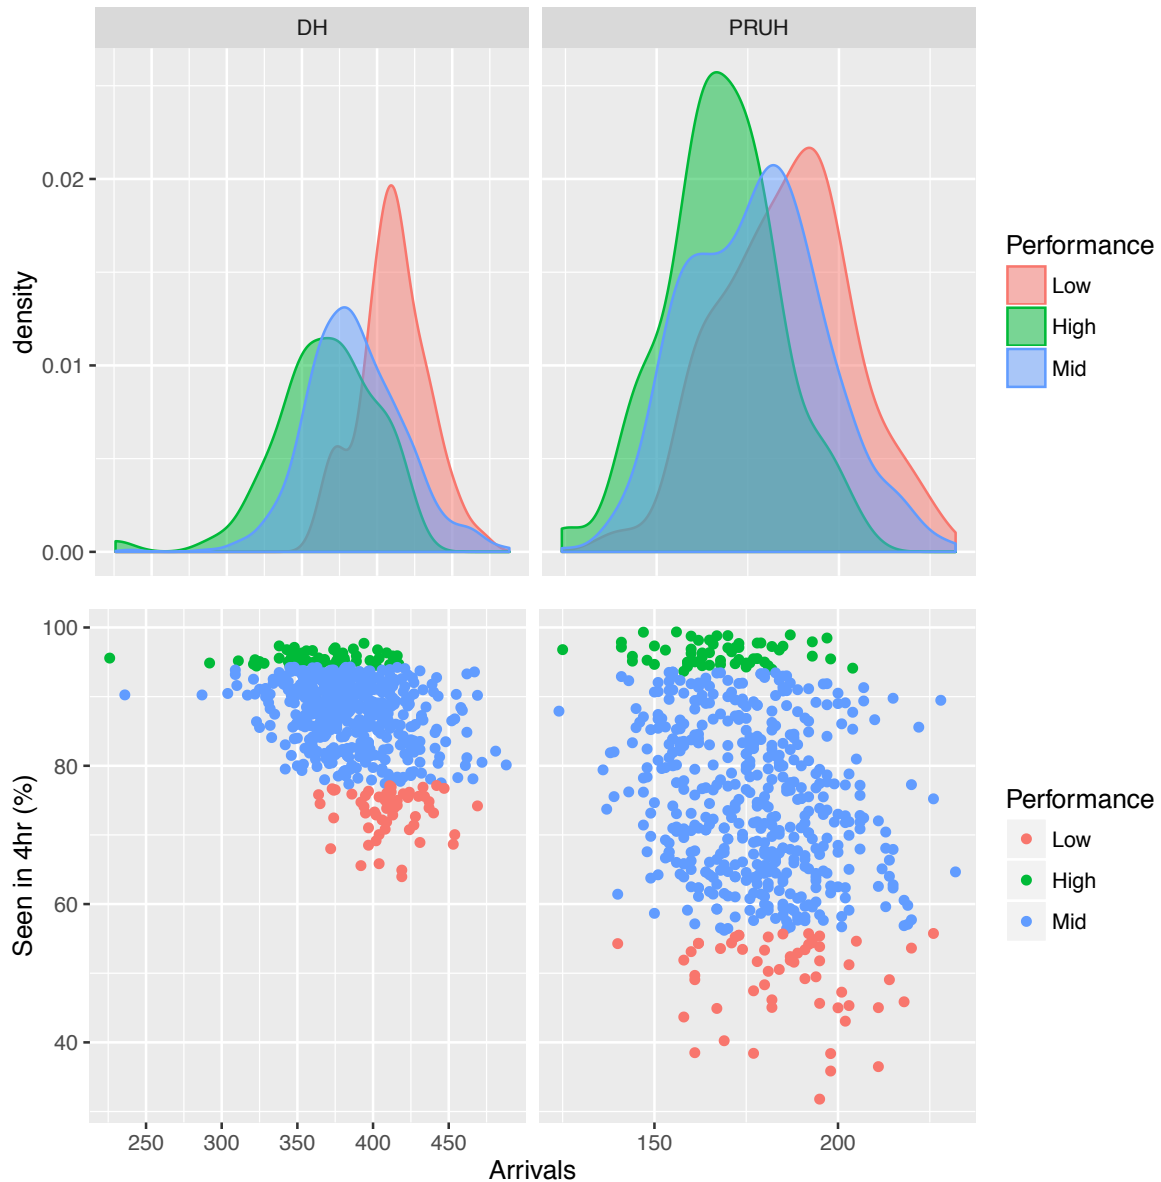 DH
PRUH
0.02
0.01
0.00
density
Performance
Low
High
Mid
100
80
60
40
Seen in 4hr (%)
250 300 350 400 450
150 200
Arrivals
Performance
Low
High
Mid